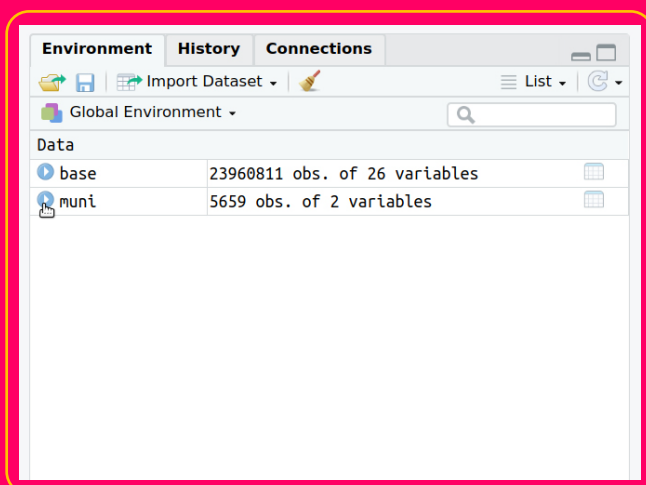 Environment History Connections
Import Dataset List
Global Environment
Data
base 23960811 obs. of 26 variables
muni 5659 obs. of 2 variables